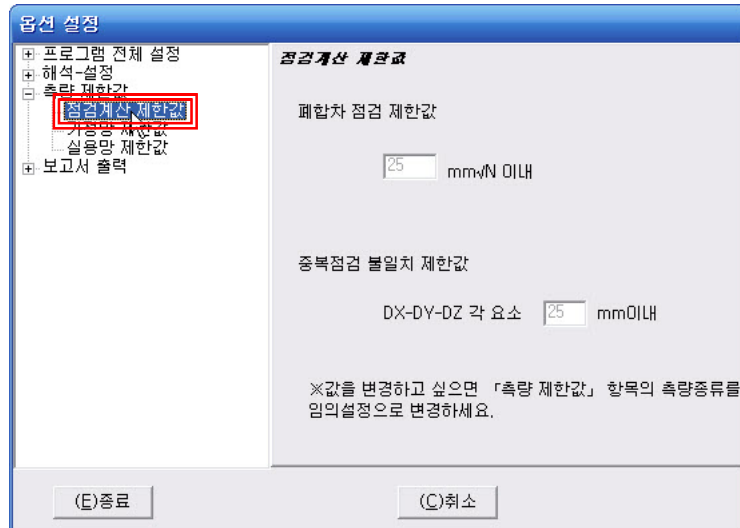 옵션 설정
프로그램 전체 설정
해석-설정
측량 제한값
점검계산 제한값
가정망 제한값
실용망 제한값
보고서 출력
점검계산 제한값
폐합차 점검 제한값
25 mm√N 이내
중복점검 불일치 제한값
DX-DY-DZ 각 요소 25 mm이내
※값을 변경하고 싶으면 「측량 제한값」 항목의 측량종류를
임의설정으로 변경하세요.
(E)종료
(C)취소